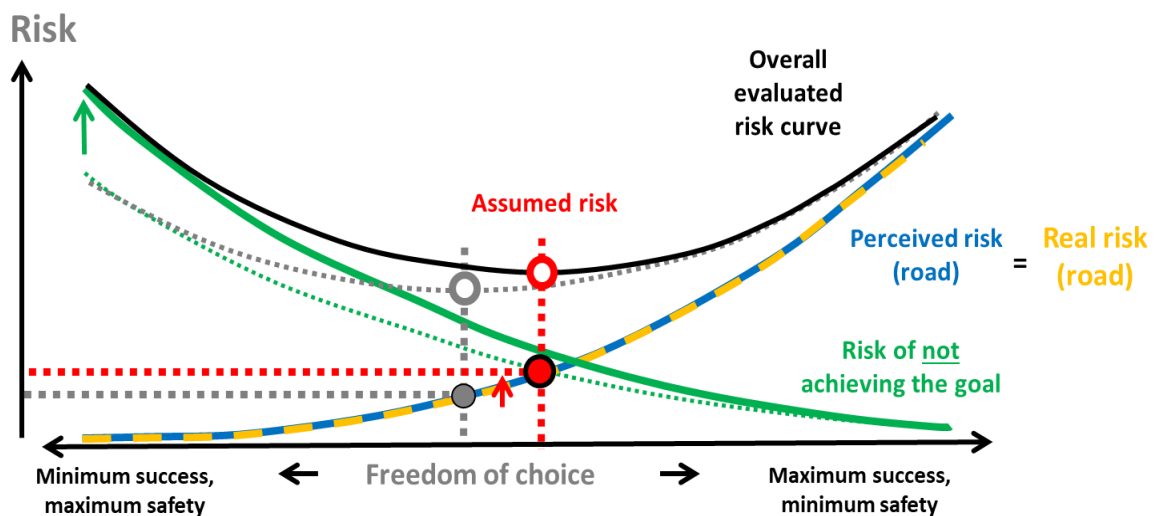 Risk
Overall
evaluated
risk curve
Assumed risk
Perceived risk
(road)
=
Real risk
(road)
Risk of not
achieving the goal
Minimum success,
maximum safety
Freedom of choice
Maximum success,
minimum safety